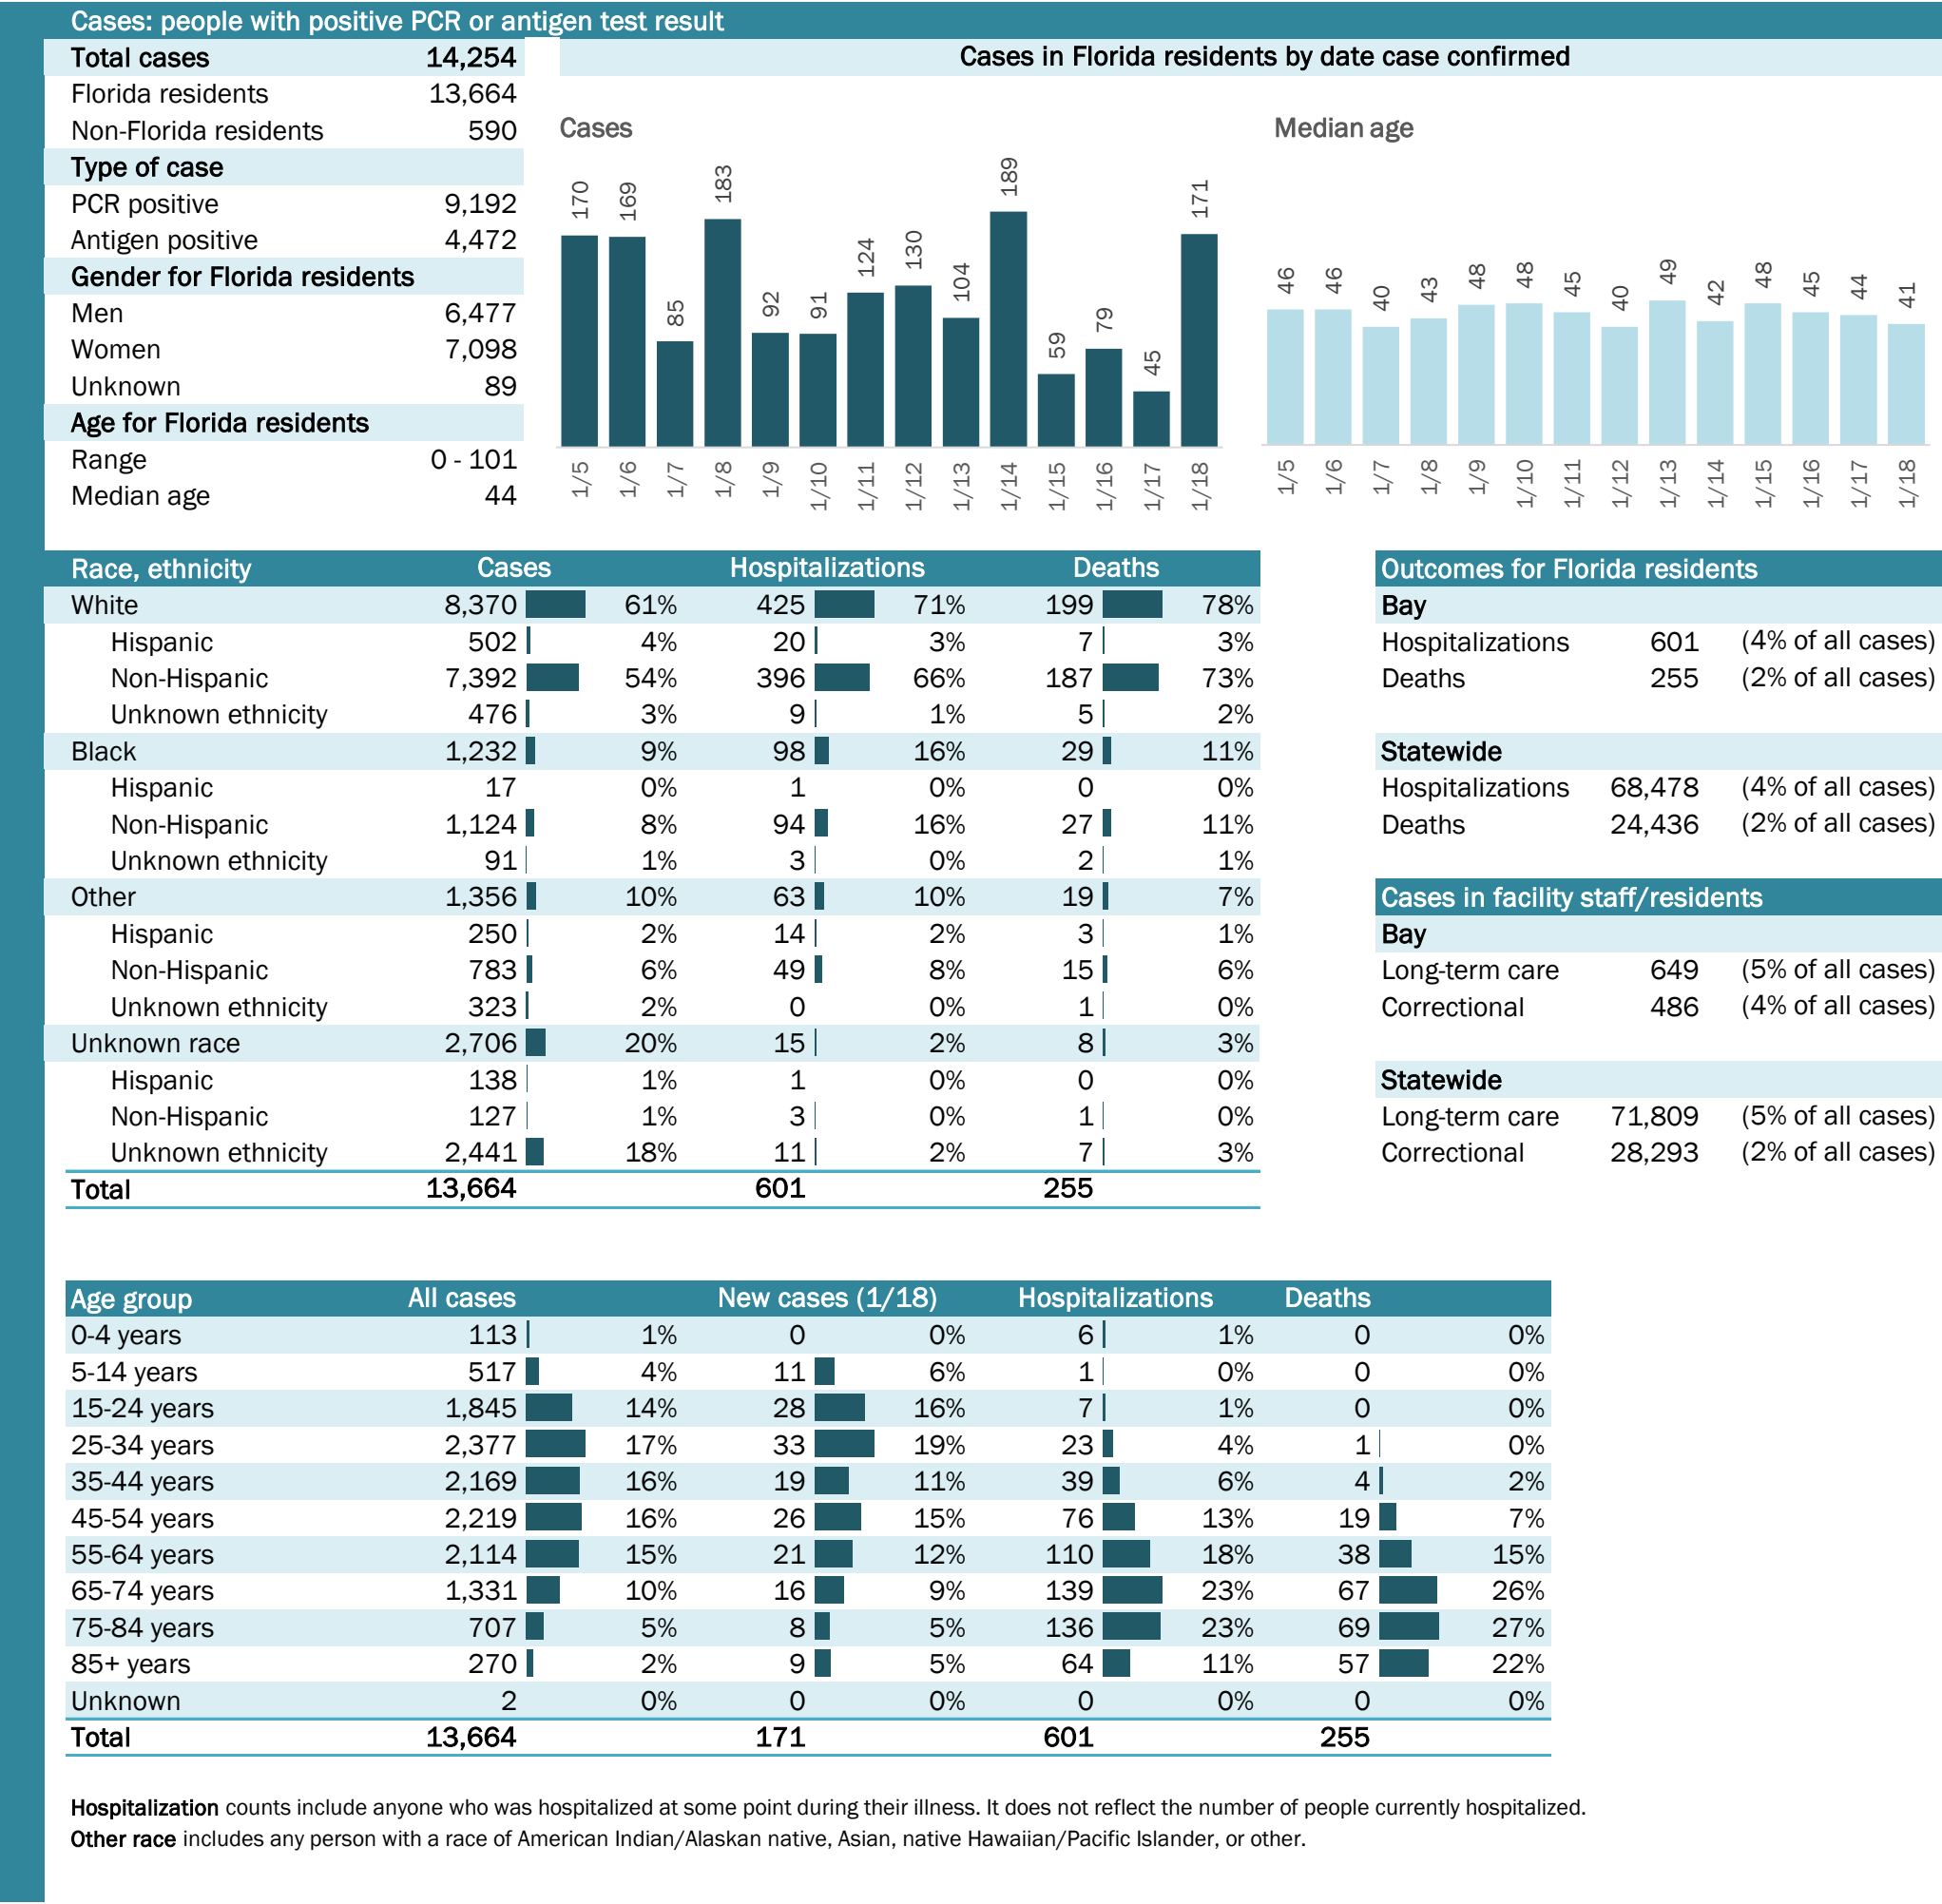 Cases: people with positive PCR or antigen test result
Total cases 14,254
Florida residents 13,664
Non-Florida residents 590
Type of case
PCR positive 9,192
Antigen positive 4,472
Gender for Florida residents
Men 6,477
Women 7,098
Unknown 89
Age for Florida residents
Range 0 - 101
Median age 44
Cases in Florida residents by date case confirmed
Cases
170 169 85 183 92 91 124 130 104 189 59 79 45 171
1/5 1/6 1/7 1/8 1/9 1/10 1/11 1/12 1/13 1/14 1/15 1/16 1/17 1/18
Median age
46 46 40 43 48 48 45 40 49 42 48 45 44 41
1/5 1/6 1/7 1/8 1/9 1/10 1/11 1/12 1/13 1/14 1/15 1/16 1/17 1/18
Race, ethnicity Cases Hospitalizations Deaths
White 8,370 61% 425 71% 199 78%
Hispanic 502 4% 20 3% 7 3%
Non-Hispanic 7,392 54% 396 66% 187 73%
Unknown ethnicity 476 3% 9 1% 5 2%
Black 1,232 9% 98 16% 29 11%
Hispanic 17 0% 1 0% 0 0%
Non-Hispanic 1,124 8% 94 16% 27 11%
Unknown ethnicity 91 1% 3 0% 2 1%
Other 1,356 10% 63 10% 19 7%
Hispanic 250 2% 14 2% 3 1%
Non-Hispanic 783 6% 49 8% 15 6%
Unknown ethnicity 323 2% 0 0% 1 0%
Unknown race 2,706 20% 15 2% 8 3%
Hispanic 138 1% 1 0% 0 0%
Non-Hispanic 127 1% 3 0% 1 0%
Unknown ethnicity 2,441 18% 11 2% 7 3%
Total 13,664 601 255
Outcomes for Florida residents
Bay
Hospitalizations 601 (4% of all cases)
Deaths 255 (2% of all cases)
Statewide
Hospitalizations 68,478 (4% of all cases)
Deaths 24,436 (2% of all cases)
Cases in facility staff/residents
Bay
Long-term care 649 (5% of all cases)
Correctional 486 (4% of all cases)
Statewide
Long-term care 71,809 (5% of all cases)
Correctional 28,293 (2% of all cases)
Age group All cases New cases (1/18) Hospitalizations Deaths
0-4 years 113 1% 0 0% 6 1% 0 0%
5-14 years 517 4% 11 6% 1 0% 0 0%
15-24 years 1,845 14% 28 16% 7 1% 0 0%
25-34 years 2,377 17% 33 19% 23 4% 1 0%
35-44 years 2,169 16% 19 11% 39 6% 4 2%
45-54 years 2,219 16% 26 15% 76 13% 19 7%
55-64 years 2,114 15% 21 12% 110 18% 38 15%
65-74 years 1,331 10% 16 9% 139 23% 67 26%
75-84 years 707 5% 8 5% 136 23% 69 27%
85+ years 270 2% 9 5% 64 11% 57 22%
Unknown 2 0% 0 0% 0 0% 0 0%
Total 13,664 171 601 255
Hospitalization counts include anyone who was hospitalized at some point during their illness. It does not reflect the number of people currently hospitalized.
Other race includes any person with a race of American Indian/Alaskan native, Asian, native Hawaiian/Pacific Islander, or other.